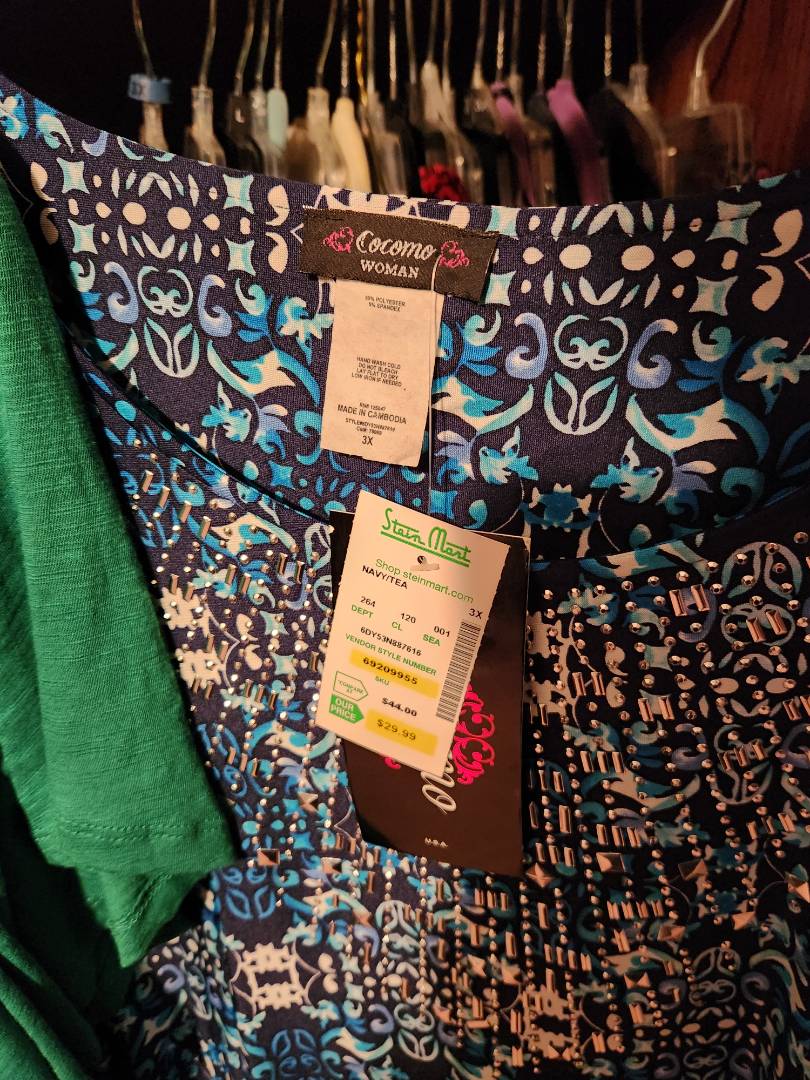 Cocomo
WOMAN
95% POLYESTER
5% SPANDEX
HAND WASH COLD
DO NOT BLEACH
LAY FLAT TO DRY
LOW IRON IF NEEDED
MADE IN CAMBODIA
3X
Stein Mart
Shop steinmart.com
NAVY/TEA
3X
264 120 001
DEPT CL SEA
6DY53N887616
VENDOR STYLE NUMBER
69209955
SKU
"COMPARE AT" $44.00
OUR PRICE $29.99
U.S.A.